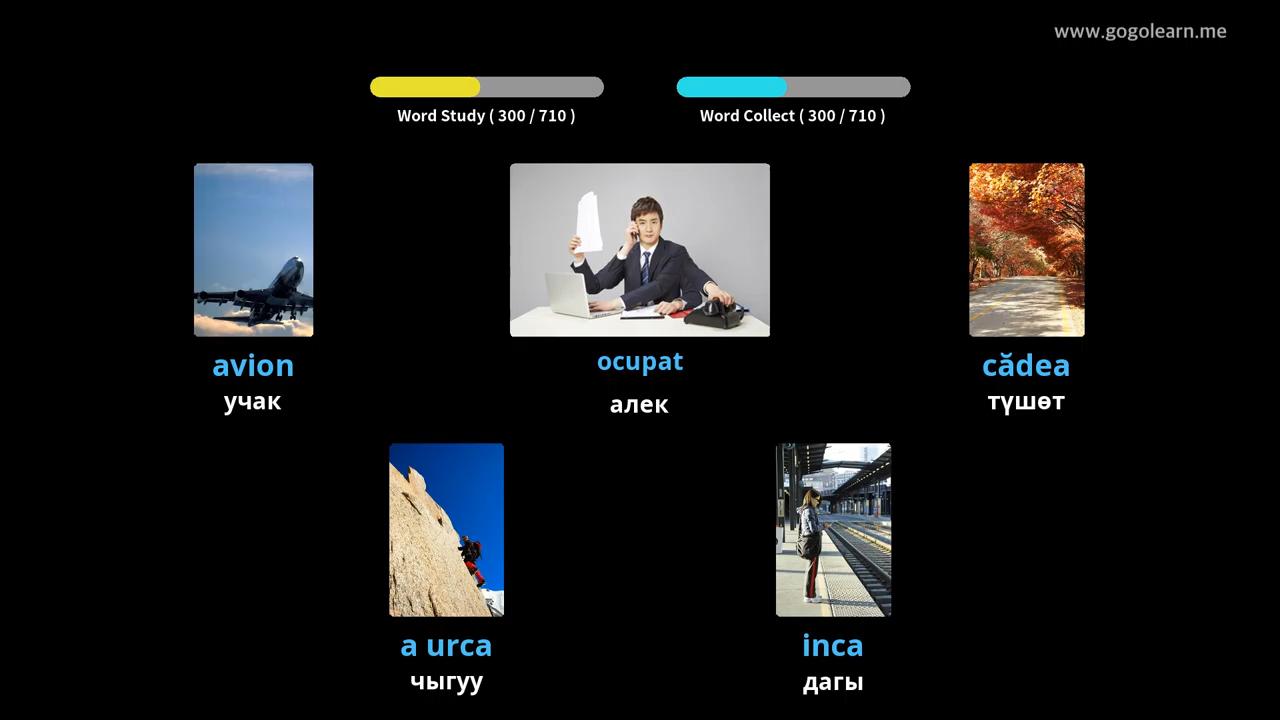 www.gogolearn.me
Word Study ( 300 / 710 )
Word Collect ( 300 / 710 )
avion
учак
ocupat
алек
cădea
түшөт
a urca
чыгуу
inca
дагы